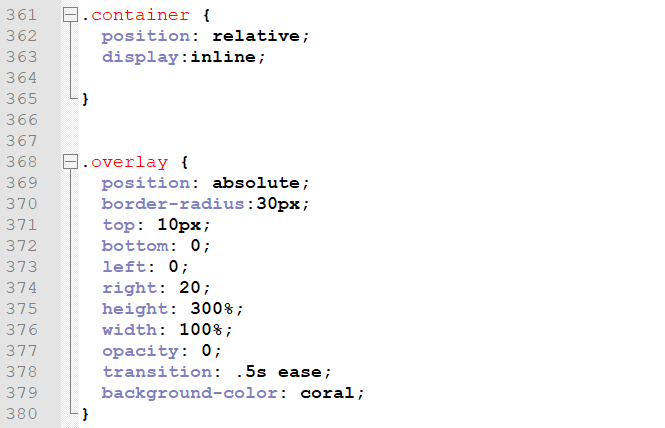 361 .container {
362 position: relative;
363 display:inline;
364
365 }
366
367
368 .overlay {
369 position: absolute;
370 border-radius:30px;
371 top: 10px;
372 bottom: 0;
373 left: 0;
374 right: 20;
375 height: 300%;
376 width: 100%;
377 opacity: 0;
378 transition: .5s ease;
379 background-color: coral;
380 }